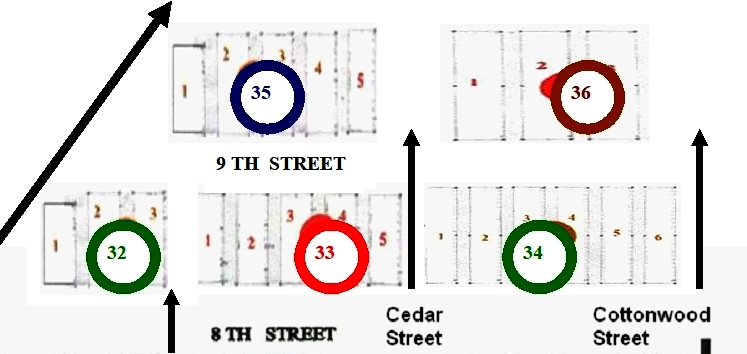 2 3 4
1 35 5
1 2 36
9 TH STREET
2 3
1 32
1 2 3 4 5
33
1 2 3 4 5 6
34
8 TH STREET
Cedar
Street
Cottonwood
Street